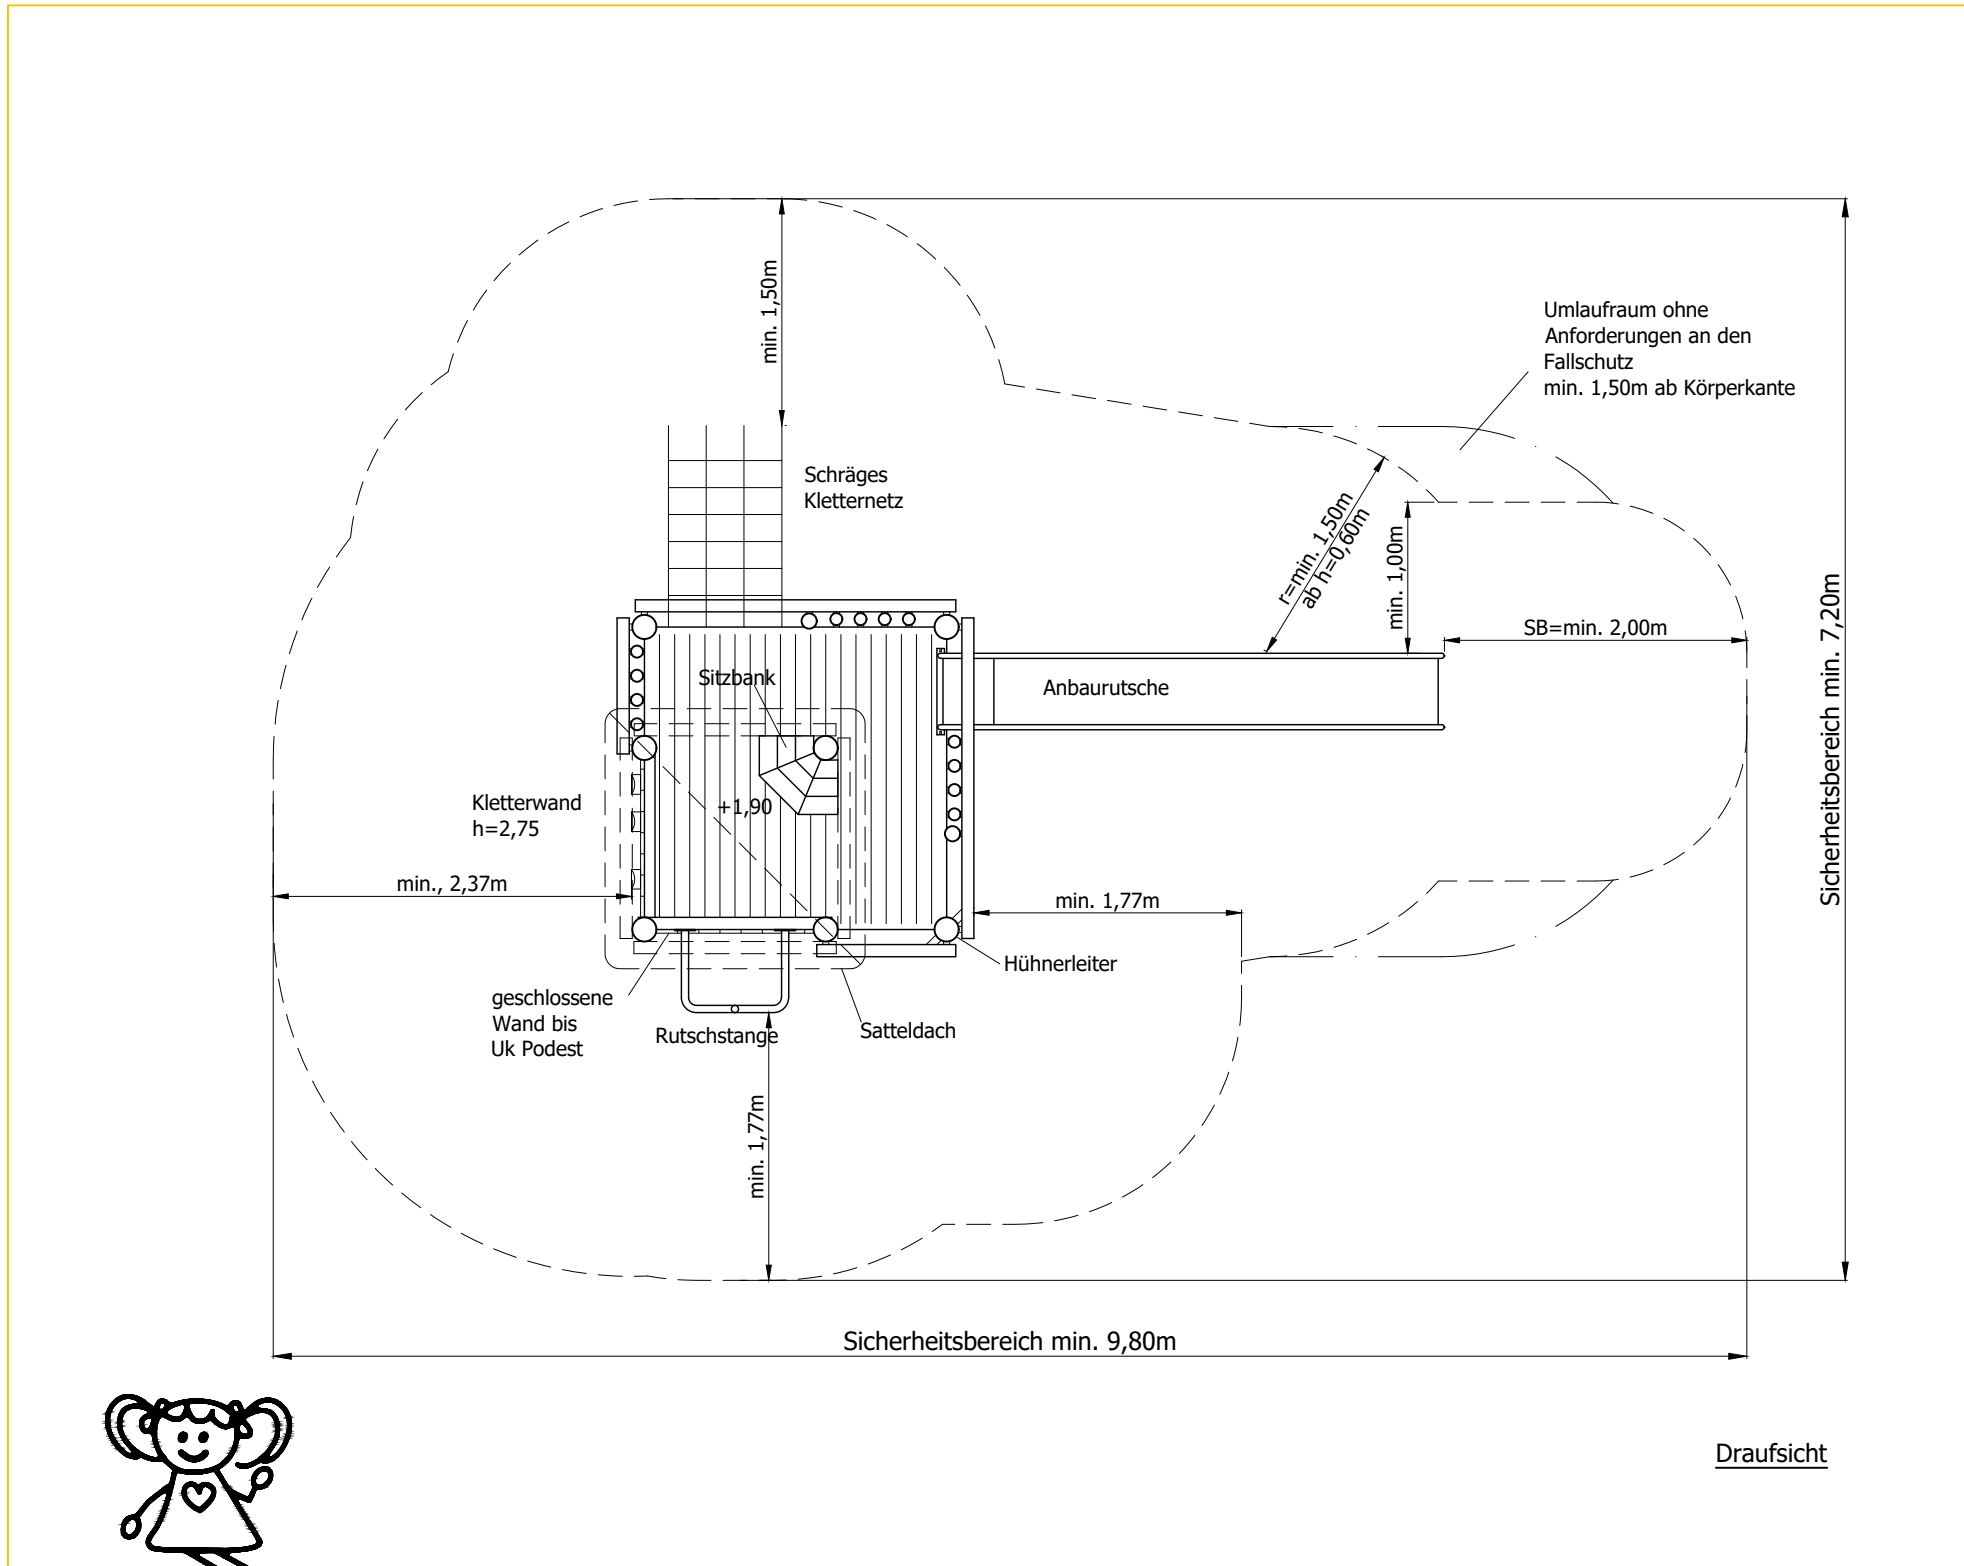 min. 1,50m
Umlaufraum ohne
Anforderungen an den
Fallschutz
min. 1,50m ab Körperkante
Schräges
Kletternetz
r=min. 1,50m
ab h=0,60m
min. 1,00m
SB=min. 2,00m
Sicherheitsbereich min. 7,20m
Sitzbank
Anbaurutsche
+1,90
Kletterwand
h=2,75
min., 2,37m
min. 1,77m
Hühnerleiter
geschlossene
Wand bis
Uk Podest
Rutschstange
Satteldach
min. 1,77m
Sicherheitsbereich min. 9,80m
Draufsicht